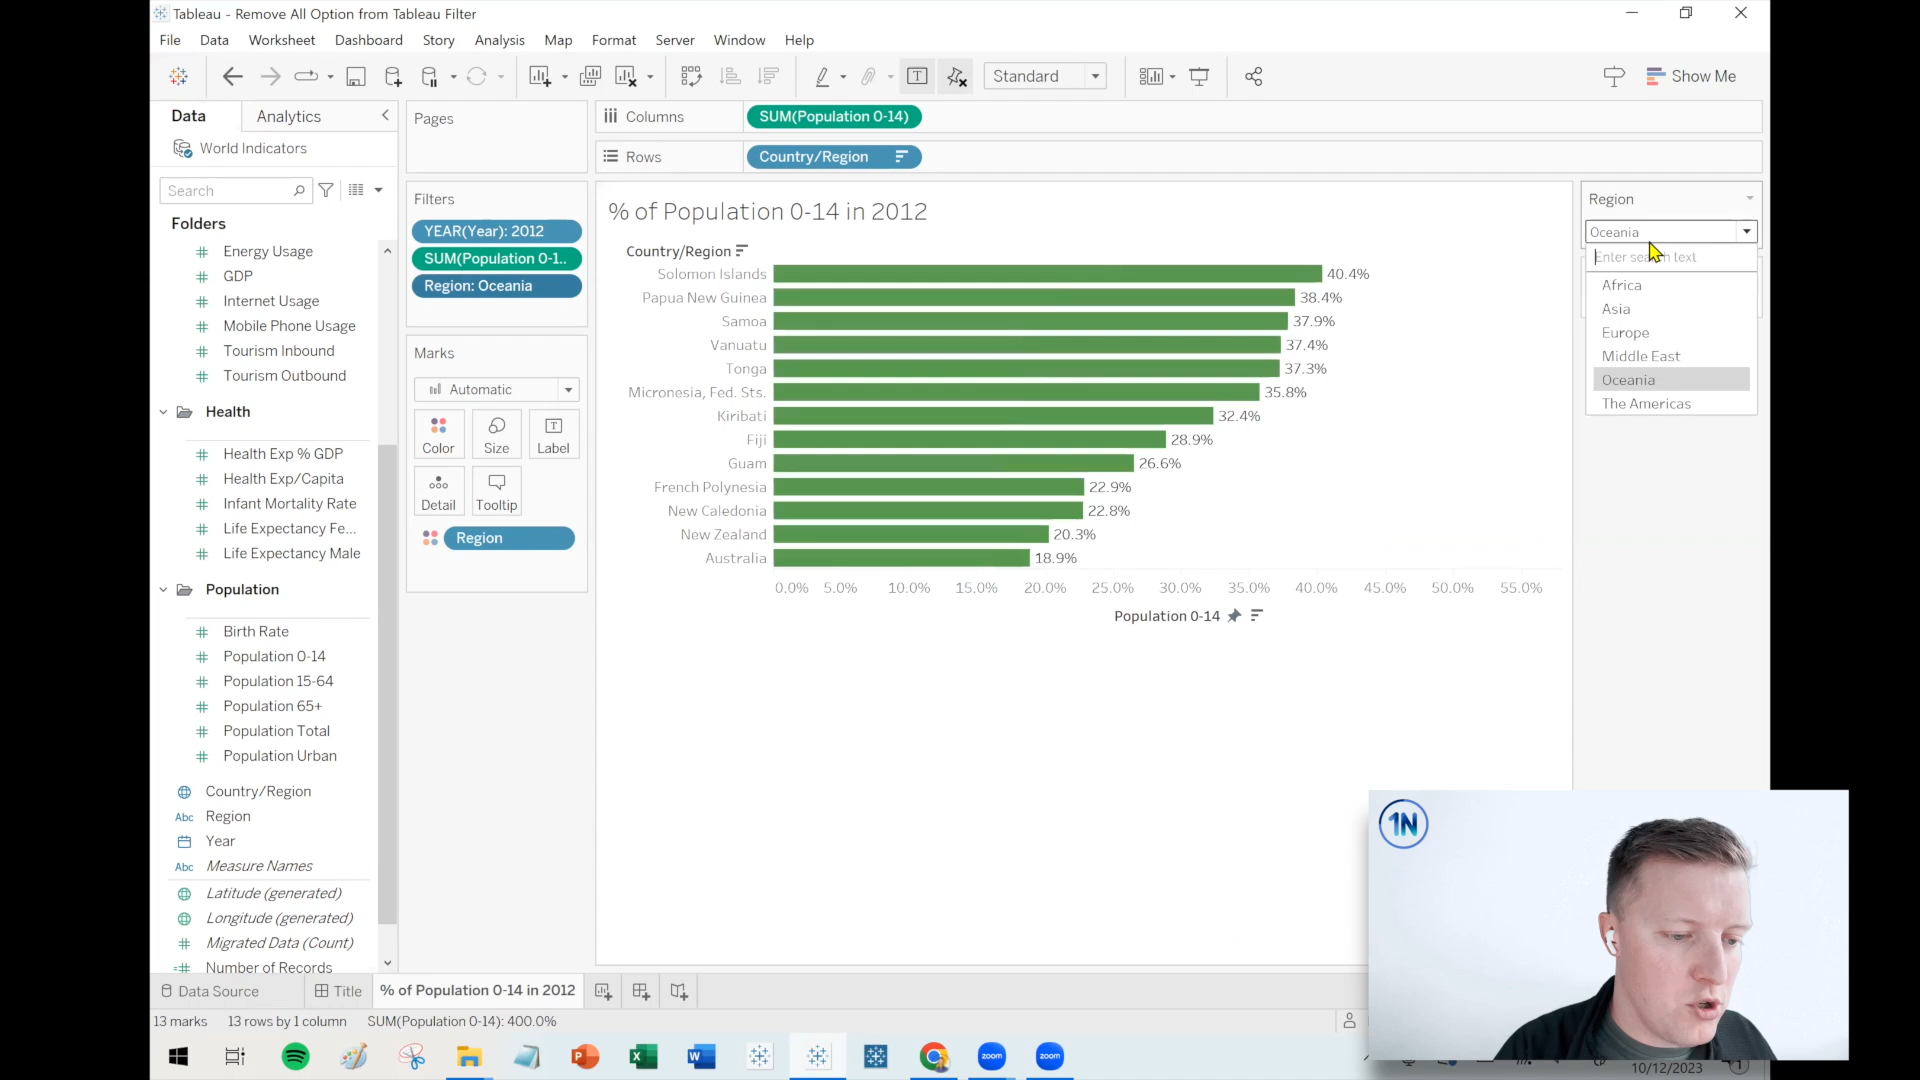 Tableau - Remove All Option from Tableau Filter
File Data Worksheet Dashboard Story Analysis Map Format Server Window Help
Standard
Show Me
Data Analytics
World Indicators
Search
Folders
Energy Usage
GDP
Internet Usage
Mobile Phone Usage
Tourism Inbound
Tourism Outbound
Health
Health Exp % GDP
Health Exp/Capita
Infant Mortality Rate
Life Expectancy Fe...
Life Expectancy Male
Population
Birth Rate
Population 0-14
Population 15-64
Population 65+
Population Total
Population Urban
Country/Region
Abc Region
Year
Abc Measure Names
Latitude (generated)
Longitude (generated)
Migrated Data (Count)
Number of Records
Pages
Filters
YEAR(Year): 2012
SUM(Population 0-1..
Region: Oceania
Marks
Automatic
Color Size Label
Detail Tooltip
Region
Columns SUM(Population 0-14)
Rows Country/Region
% of Population 0-14 in 2012
Country/Region
Solomon Islands 40.4%
Papua New Guinea 38.4%
Samoa 37.9%
Vanuatu 37.4%
Tonga 37.3%
Micronesia, Fed. Sts. 35.8%
Kiribati 32.4%
Fiji 28.9%
Guam 26.6%
French Polynesia 22.9%
New Caledonia 22.8%
New Zealand 20.3%
Australia 18.9%
0.0% 5.0% 10.0% 15.0% 20.0% 25.0% 30.0% 35.0% 40.0% 45.0% 50.0% 55.0%
Population 0-14
Region
Oceania
Enter search text
Africa
Asia
Europe
Middle East
Oceania
The Americas
1N
Data Source Title % of Population 0-14 in 2012
13 marks 13 rows by 1 column SUM(Population 0-14): 400.0%
zoom zoom
10/12/2023